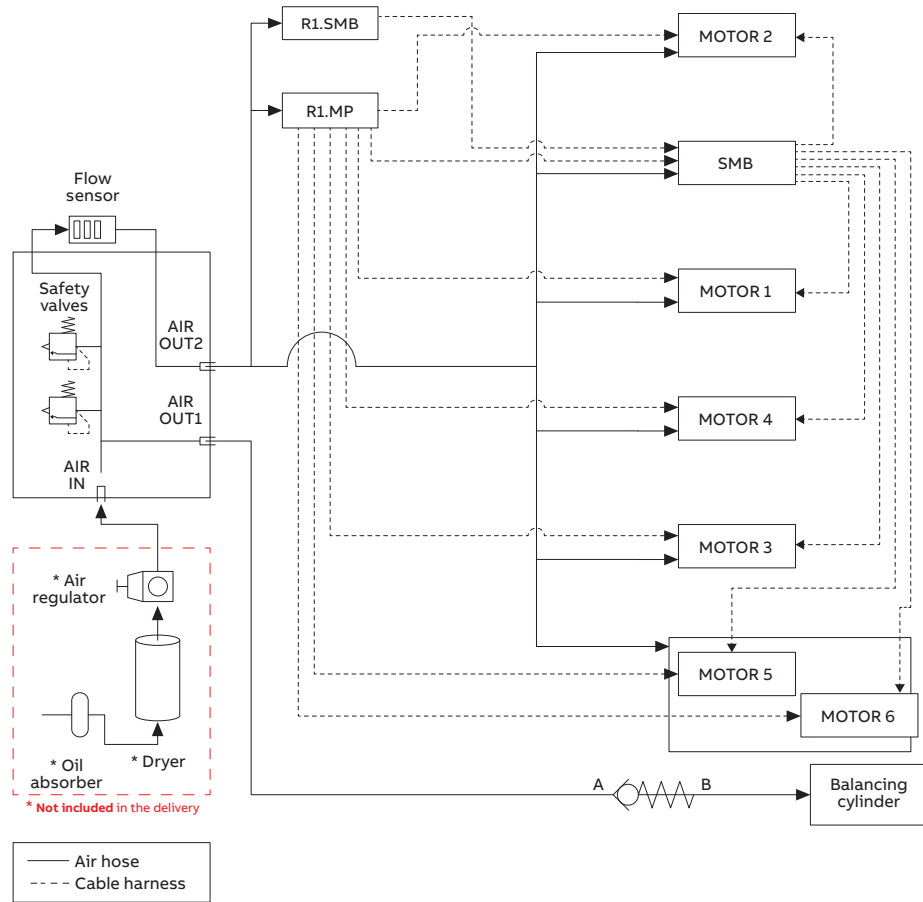 R1.SMB
MOTOR 2
R1.MP
SMB
Flow
sensor
Safety
valves
MOTOR 1
AIR
OUT2
AIR
OUT1
MOTOR 4
AIR
IN
MOTOR 3
* Air
regulator
MOTOR 5
MOTOR 6
* Oil
absorber
* Dryer
* Not included in the delivery
A
B
Balancing
cylinder
Air hose
Cable harness